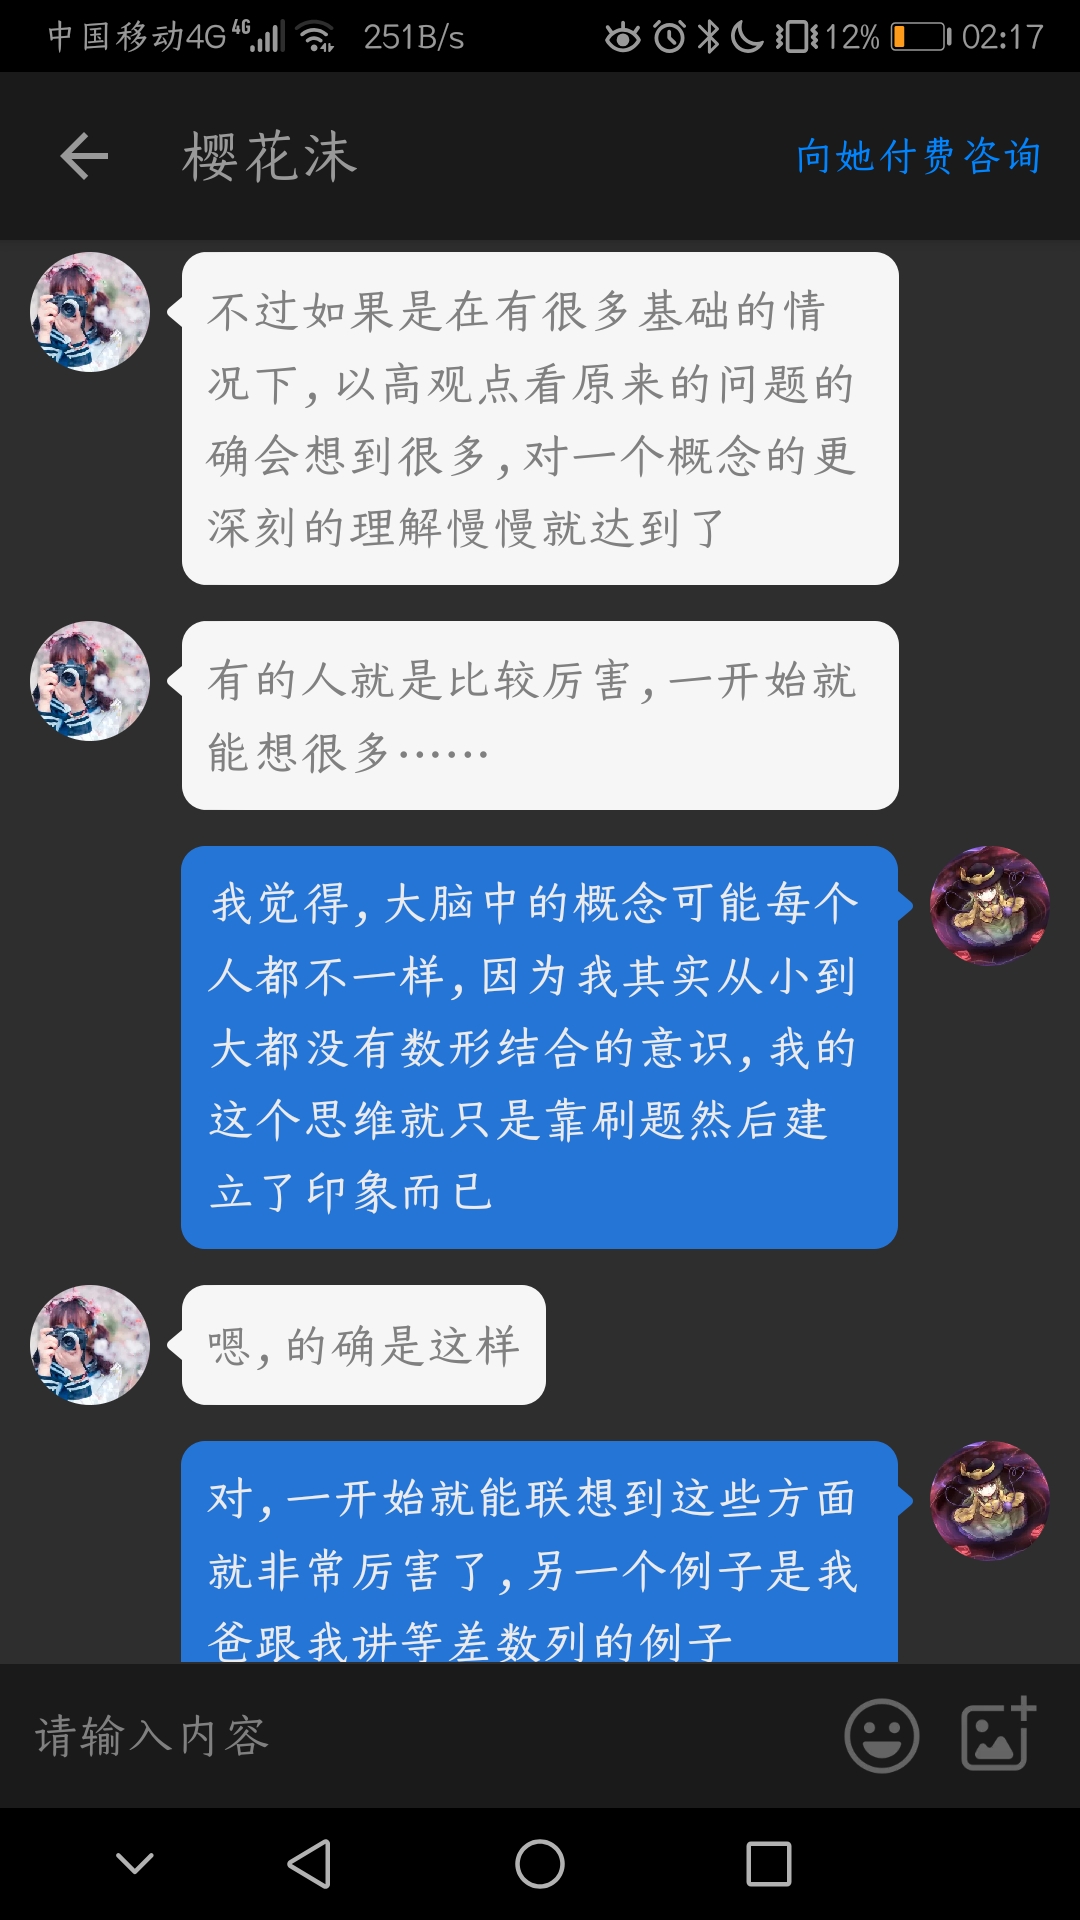 中国移动4G 4G 251B/s 12% 02:17
樱花沫 向她付费咨询
不过如果是在有很多基础的情
况下,以高观点看原来的问题的
确会想到很多,对一个概念的更
深刻的理解慢慢就达到了
有的人就是比较厉害,一开始就
能想很多……
我觉得,大脑中的概念可能每个
人都不一样,因为我其实从小到
大都没有数形结合的意识,我的
这个思维就只是靠刷题然后建
立了印象而已
嗯,的确是这样
对,一开始就能联想到这些方面
就非常厉害了,另一个例子是我
爸跟我讲等差数列的例子
请输入内容